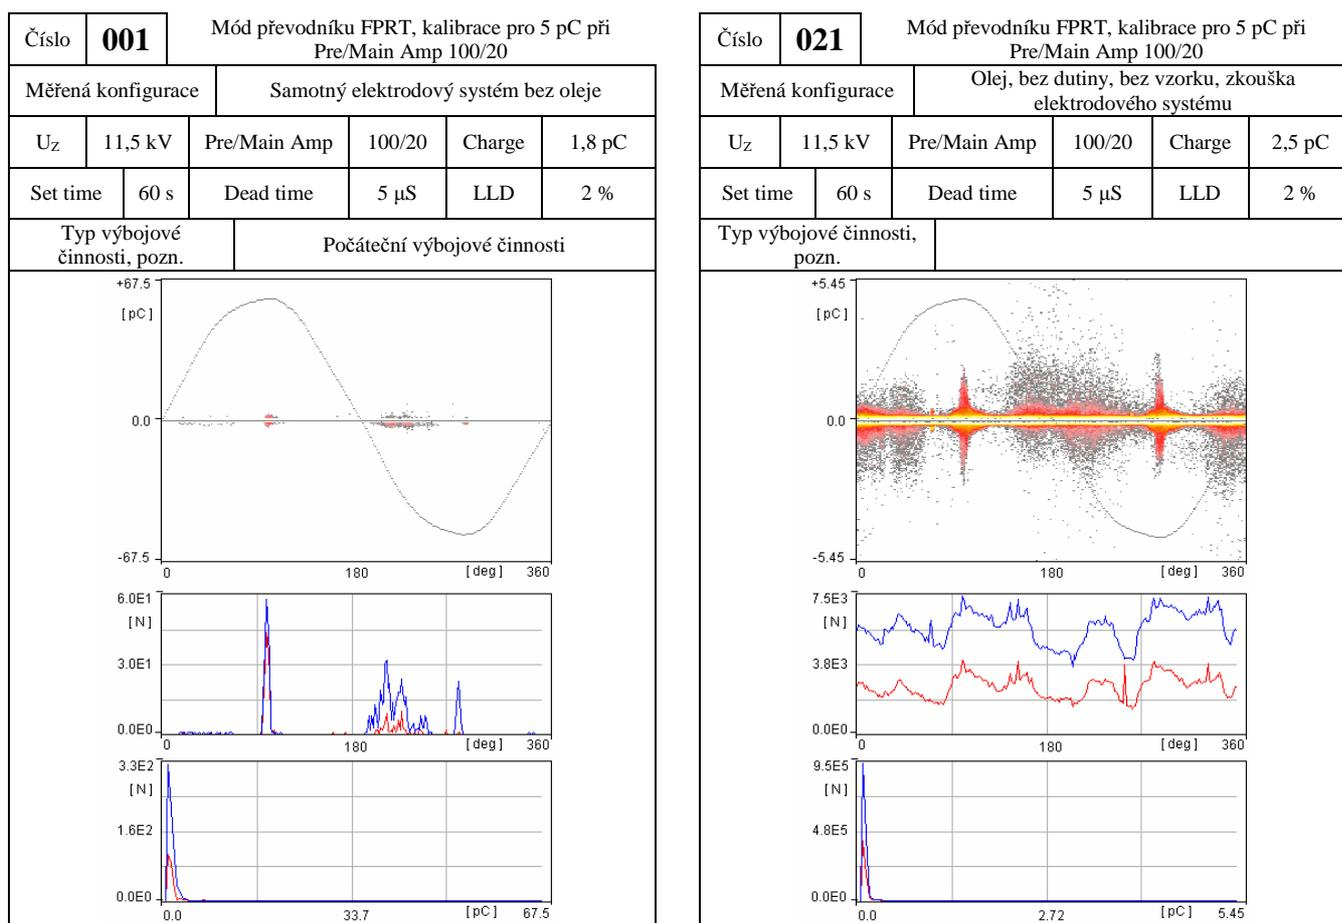 Číslo
001
Mód převodníku FPRT, kalibrace pro 5 pC při
Pre/Main Amp 100/20
Měřená konfigurace
Samotný elektrodový systém bez oleje
UZ
11,5 kV
Pre/Main Amp
100/20
Charge
1,8 pC
Set time
60 s
Dead time
5 μS
LLD
2 %
Typ výbojové
činnosti, pozn.
Počáteční výbojové činnosti
+67.5
[pC]
0.0
-67.5
0
180
[deg]
360
6.0E1
[N]
3.0E1
0.0E0
0
180
[deg]
360
3.3E2
[N]
1.6E2
0.0E0
0.0
33.7
[pC]
67.5
Číslo
021
Mód převodníku FPRT, kalibrace pro 5 pC při
Pre/Main Amp 100/20
Měřená konfigurace
Olej, bez dutiny, bez vzorku, zkouška
elektrodového systému
UZ
11,5 kV
Pre/Main Amp
100/20
Charge
2,5 pC
Set time
60 s
Dead time
5 μS
LLD
2 %
Typ výbojové činnosti,
pozn.
+5.45
[pC]
0.0
-5.45
0
180
[deg]
360
7.5E3
[N]
3.8E3
0.0E0
0
180
[deg]
360
9.5E5
[N]
4.8E5
0.0E0
0.0
2.72
[pC]
5.45